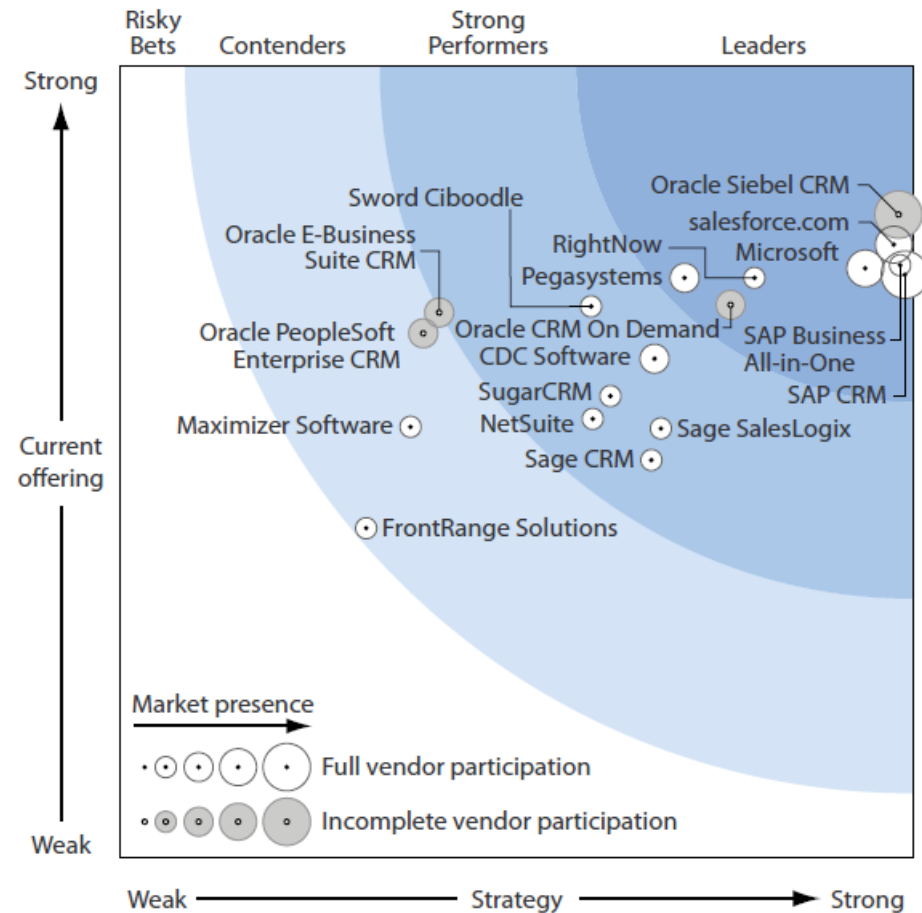 Risky
Bets
Contenders
Strong
Performers
Leaders
Strong
Oracle Siebel CRM
Sword Ciboodle
salesforce.com
Oracle E-Business
Suite CRM
RightNow
Microsoft
Pegasystems
Oracle PeopleSoft
Enterprise CRM
Oracle CRM On Demand
SAP Business
All-in-One
CDC Software
SAP CRM
SugarCRM
NetSuite
Maximizer Software
Sage SalesLogix
Sage CRM
Current
offering
FrontRange Solutions
Market presence
Full vendor participation
Incomplete vendor participation
Weak
Weak
Strategy
Strong